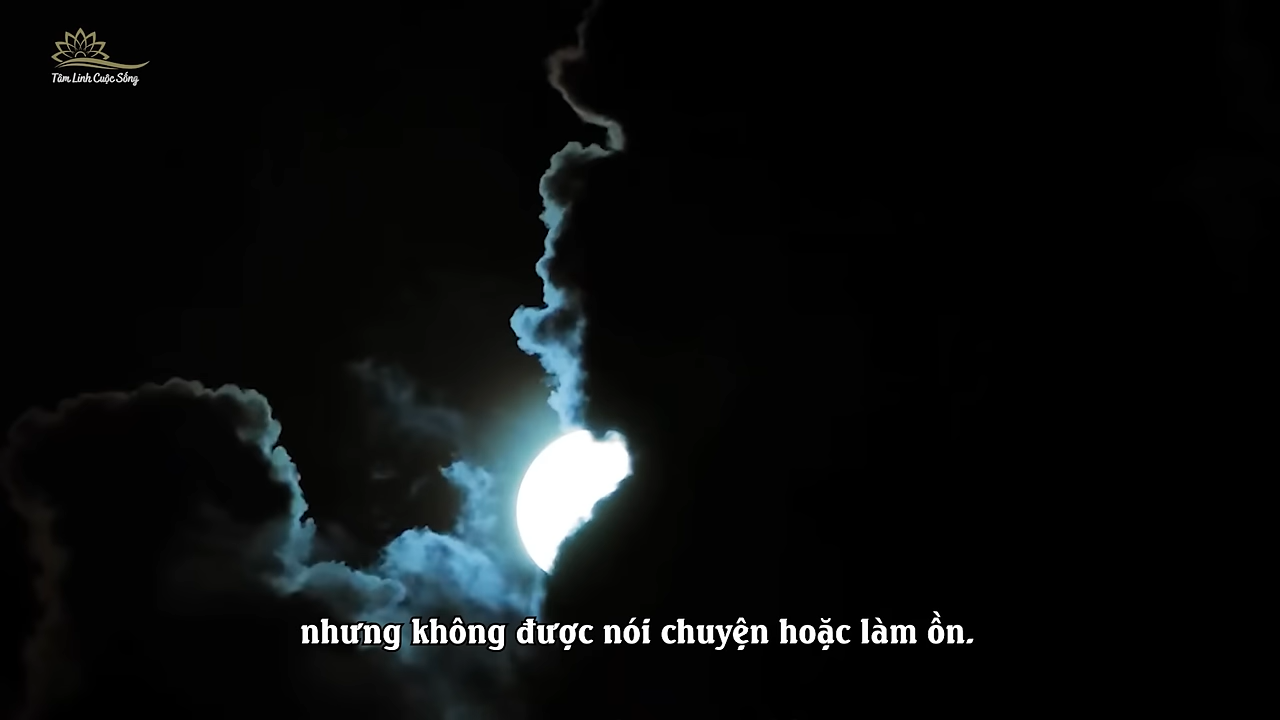 Tâm Linh Cuộc Sống
nhưng không được nói chuyện hoặc làm ồn.